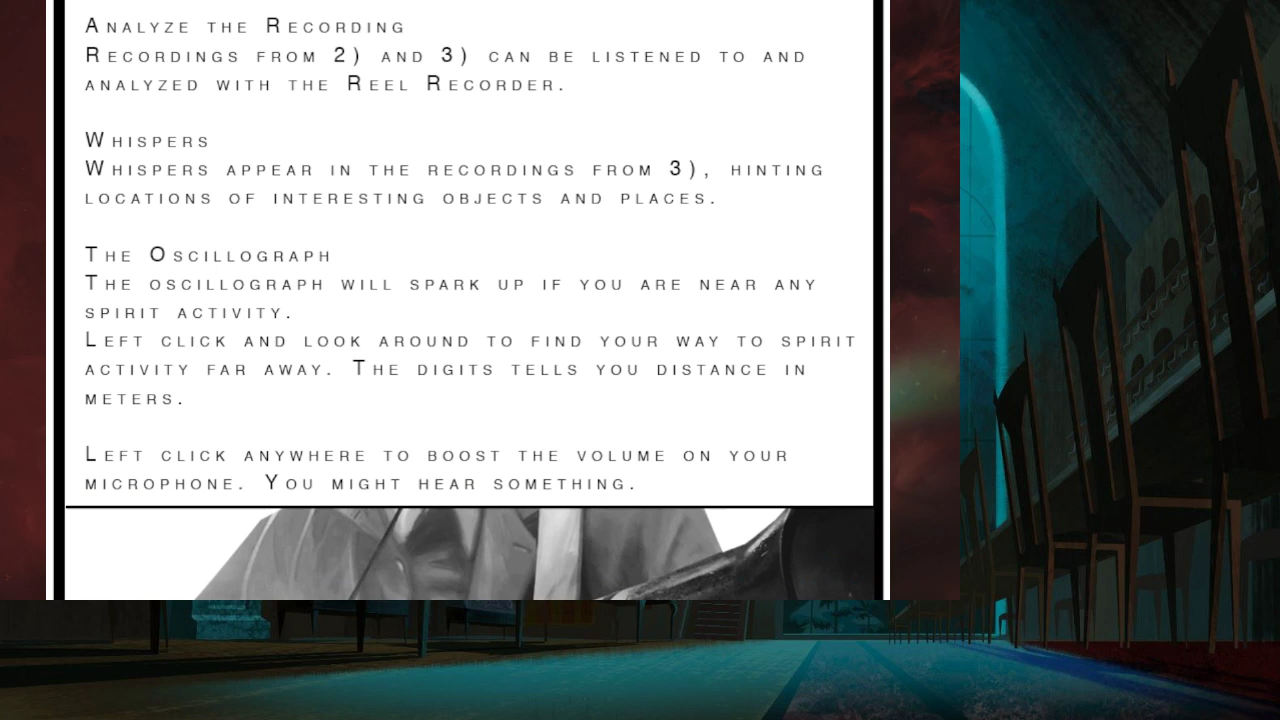 Analyze the Recording
Recordings from 2) and 3) can be listened to and
analyzed with the Reel Recorder.
Whispers
Whispers appear in the recordings from 3), hinting
locations of interesting objects and places.
The Oscillograph
The oscillograph will spark up if you are near any
spirit activity.
Left click and look around to find your way to spirit
activity far away. The digits tells you distance in
meters.
Left click anywhere to boost the volume on your
microphone. You might hear something.